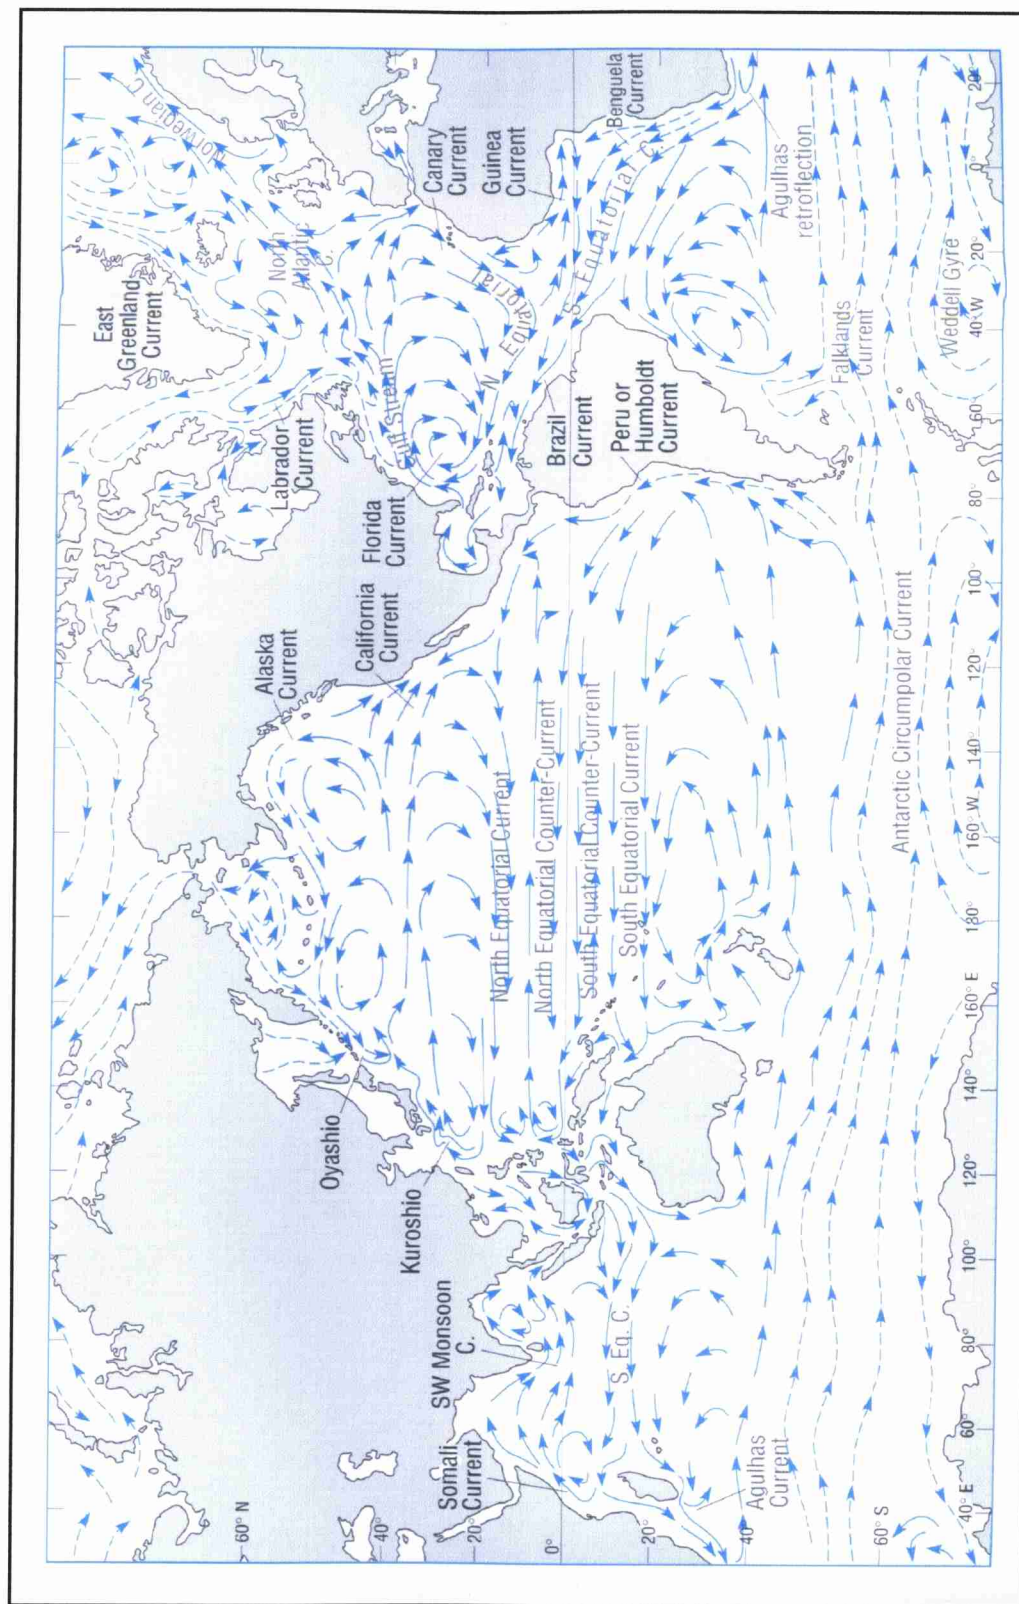 60° N
40°
20°
0°
20°
40°
60° S
40° E
60°
80°
100°
120°
140°
160° E
180°
160° W
140°
120°
100°
80°
60°
40° W
20°
0°
20°
Somali
Current
SW Monsoon
C.
Kuroshio
Oyashio
Alaska
Current
California
Current
Florida
Current
Labrador
Current
East
Greenland
Current
North
Atlantic
C.
Norwegian C.
Gulf Stream
Canary
Current
Guinea
Current
Benguela
Current
N. Equatorial
S. Equatorial C.
Brazil
Current
Peru or
Humboldt
Current
North Equatorial Current
North Equatorial Counter-Current
South Equatorial Counter-Current
South Equatorial Current
S. Eq. C.
Agulhas
Current
Agulhas
retroflection
Falklands
Current
Weddell Gyre
Antarctic Circumpolar Current